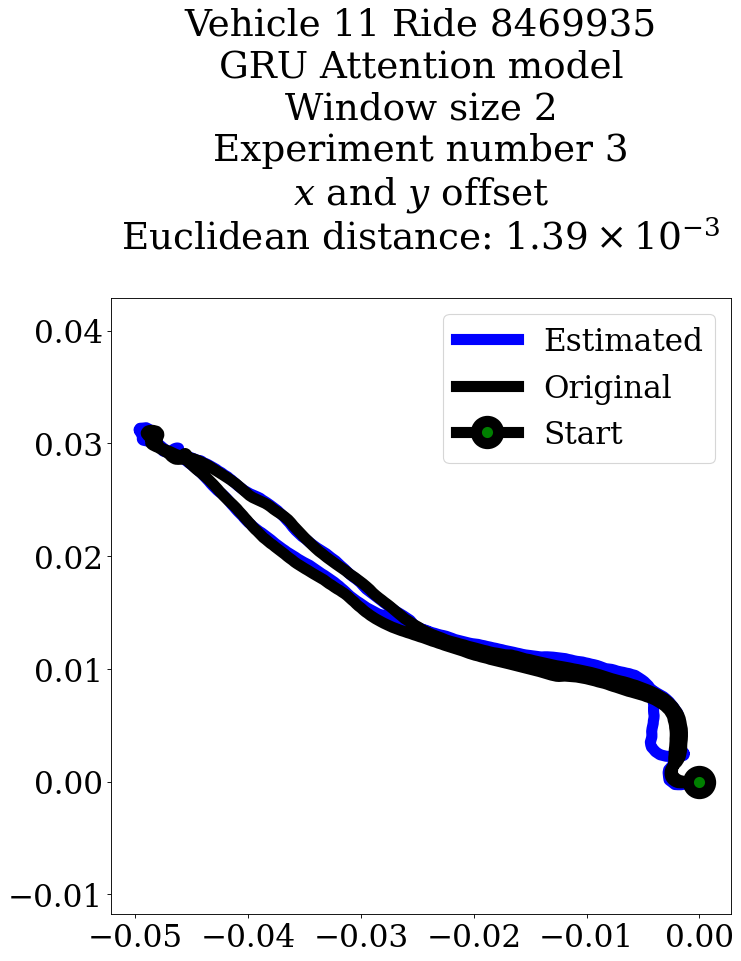 Vehicle 11 Ride 8469935
GRU Attention model
Window size 2
Experiment number 3
x and y offset
Euclidean distance: 1.39 × 10⁻³
Estimated
Original
Start
0.04
0.03
0.02
0.01
0.00
−0.01
−0.05 −0.04 −0.03 −0.02 −0.01 0.00